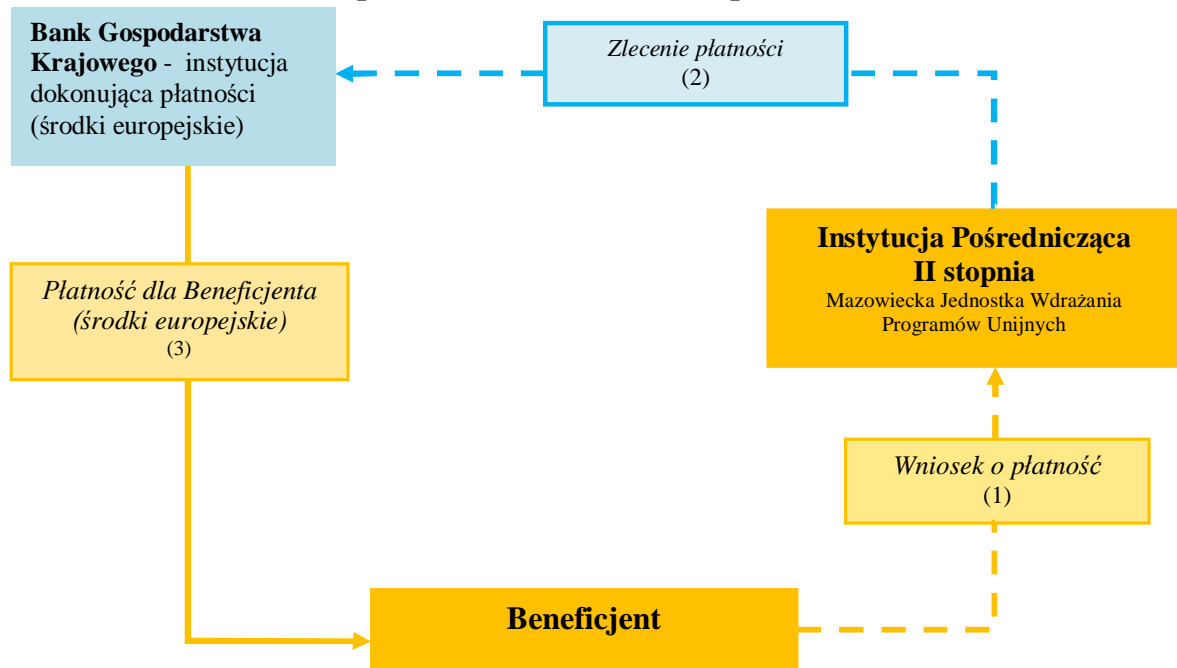 Bank Gospodarstwa
Krajowego - instytucja
dokonująca płatności
(środki europejskie)
Zlecenie płatności
(2)
Instytucja Pośrednicząca
II stopnia
Mazowiecka Jednostka Wdrażania
Programów Unijnych
Płatność dla Beneficjenta
(środki europejskie)
(3)
Wniosek o płatność
(1)
Beneficjent